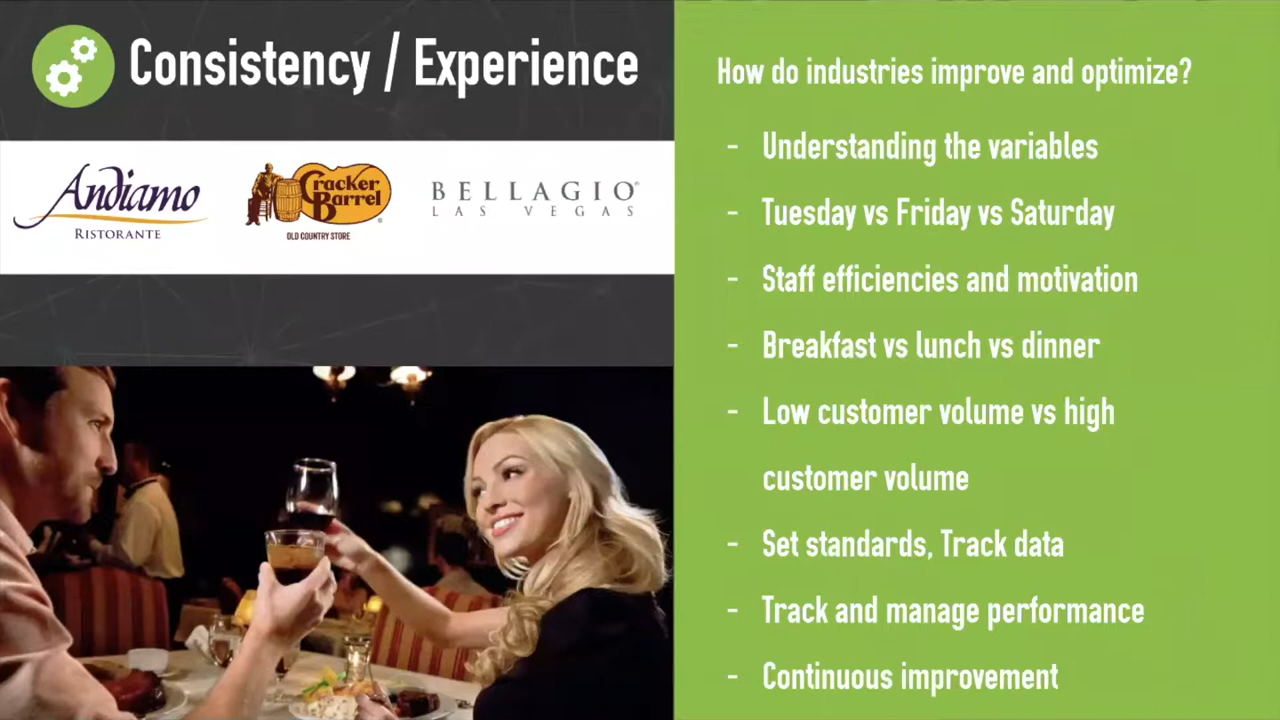 Consistency / Experience
Andiamo
RISTORANTE
Cracker
Barrel
OLD COUNTRY STORE
BELLAGIO
LAS VEGAS
How do industries improve and optimize?
- Understanding the variables
- Tuesday vs Friday vs Saturday
- Staff efficiencies and motivation
- Breakfast vs lunch vs dinner
- Low customer volume vs high
customer volume
- Set standards, Track data
- Track and manage performance
- Continuous improvement